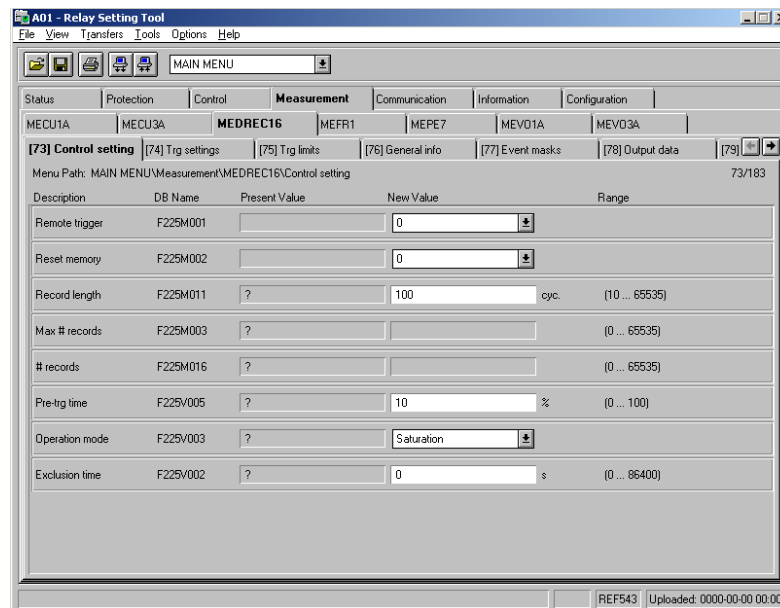 A01 - Relay Setting Tool
File View Transfers Tools Options Help
MAIN MENU
Status Protection Control Measurement Communication Information Configuration
MECU1A MECU3A MEDREC16 MEFR1 MEPE7 MEVO1A MEVO3A
[73] Control setting [74] Trg settings [75] Trg limits [76] General info [77] Event masks [78] Output data [79]
Menu Path: MAIN MENU\Measurement\MEDREC16\Control setting 73/183
Description DB Name Present Value New Value Range
Remote trigger F225M001 0
Reset memory F225M002 0
Record length F225M011 ? 100 cyc. (10 ... 65535)
Max # records F225M003 ? (0 ... 65535)
# records F225M016 ? (0 ... 65535)
Pre-trg time F225V005 ? 10 % (0 ... 100)
Operation mode F225V003 ? Saturation
Exclusion time F225V002 ? 0 s (0 ... 86400)
REF543 Uploaded: 0000-00-00 00:00